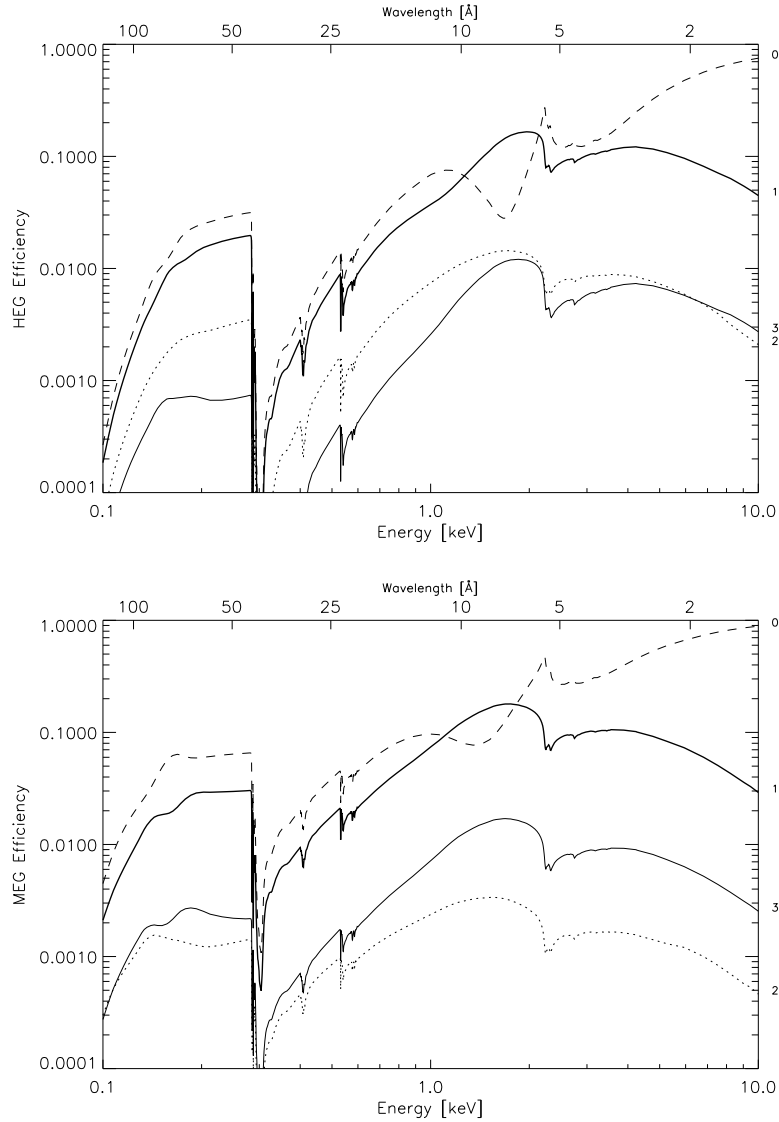 Wavelength [Å]
100 50 25 10 5 2
1.0000
0.1000
0.0100
0.0010
0.0001
HEG Efficiency
0
1
3
2
0.1 1.0 10.0
Energy [keV]
Wavelength [Å]
100 50 25 10 5 2
1.0000
0.1000
0.0100
0.0010
0.0001
MEG Efficiency
0
1
3
2
0.1 1.0 10.0
Energy [keV]